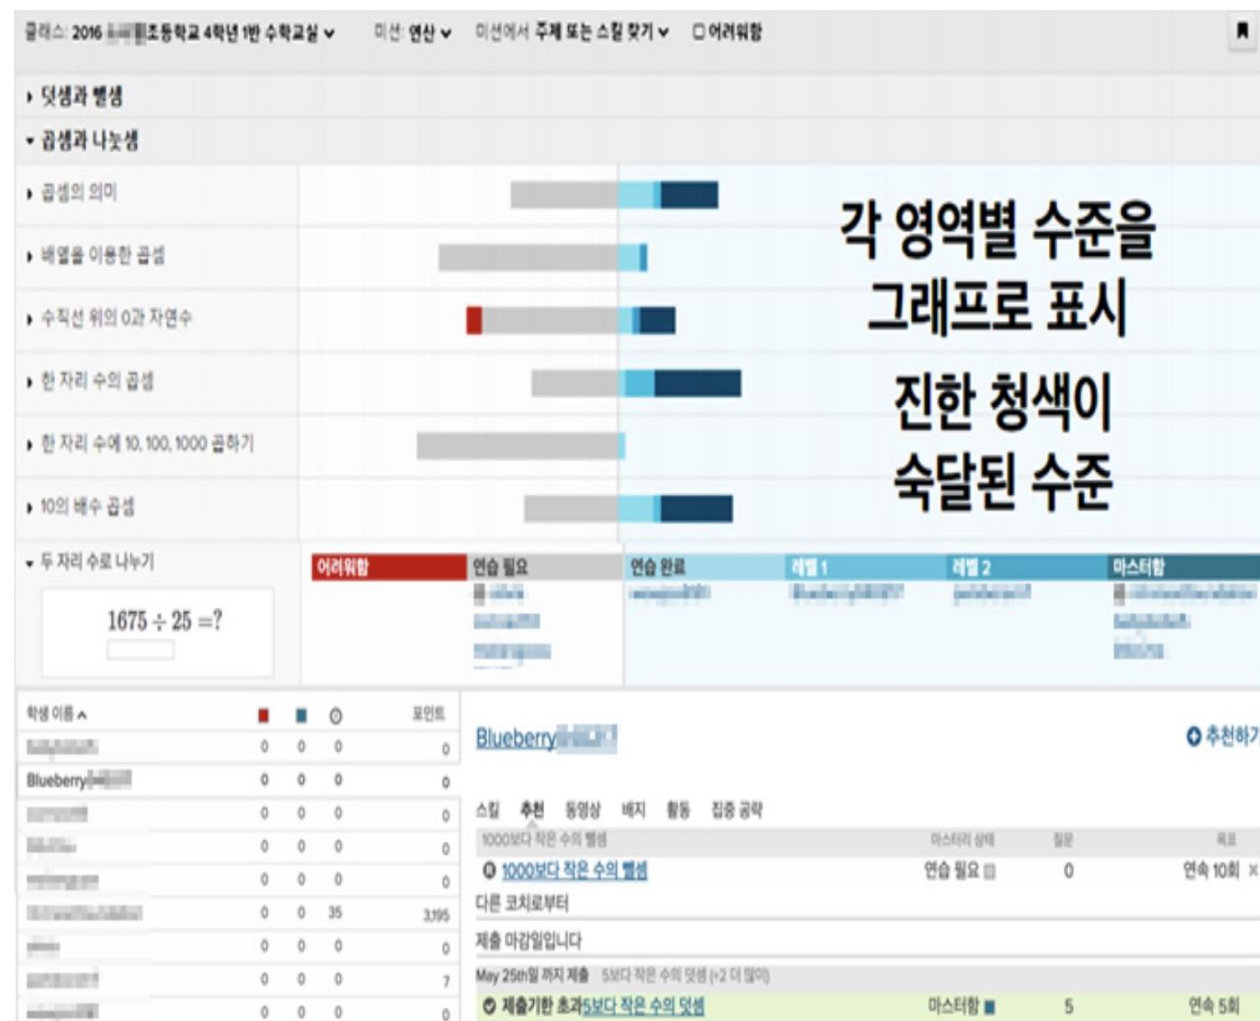 클래스: 2016 초등학교 4학년 1반 수학교실 미션: 연산 미션에서 주제 또는 스킬 찾기 어려워함
덧셈과 뺄셈
곱셈과 나눗셈
곱셈의 의미
배열을 이용한 곱셈
수직선 위의 0과 자연수
한 자리 수의 곱셈
한 자리 수에 10, 100, 1000 곱하기
10의 배수 곱셈
각 영역별 수준을
그래프로 표시
진한 청색이
숙달된 수준
두 자리 수로 나누기
1675 ÷ 25 =?
어려워함 연습 필요 연습 완료 레벨 1 레벨 2 마스터함
학생 이름 포인트
0 0 0 0
Blueberry 0 0 0 0
0 0 0 0
0 0 0 0
0 0 0 0
0 0 35 3,195
0 0 0 0
0 0 0 7
0 0 0 0
Blueberry 추천하기
스킬 추천 동영상 배지 활동 집중 공략
1000보다 작은 수의 뺄셈 마스터리 상태 질문 목표
R 1000보다 작은 수의 뺄셈 연습 필요 0 연속 10회 ×
다른 코치로부터
제출 마감일입니다
May 25th일 까지 제출 5보다 작은 수의 덧셈 (+2 더 많이)
제출기한 초과 5보다 작은 수의 덧셈 마스터함 5 연속 5회